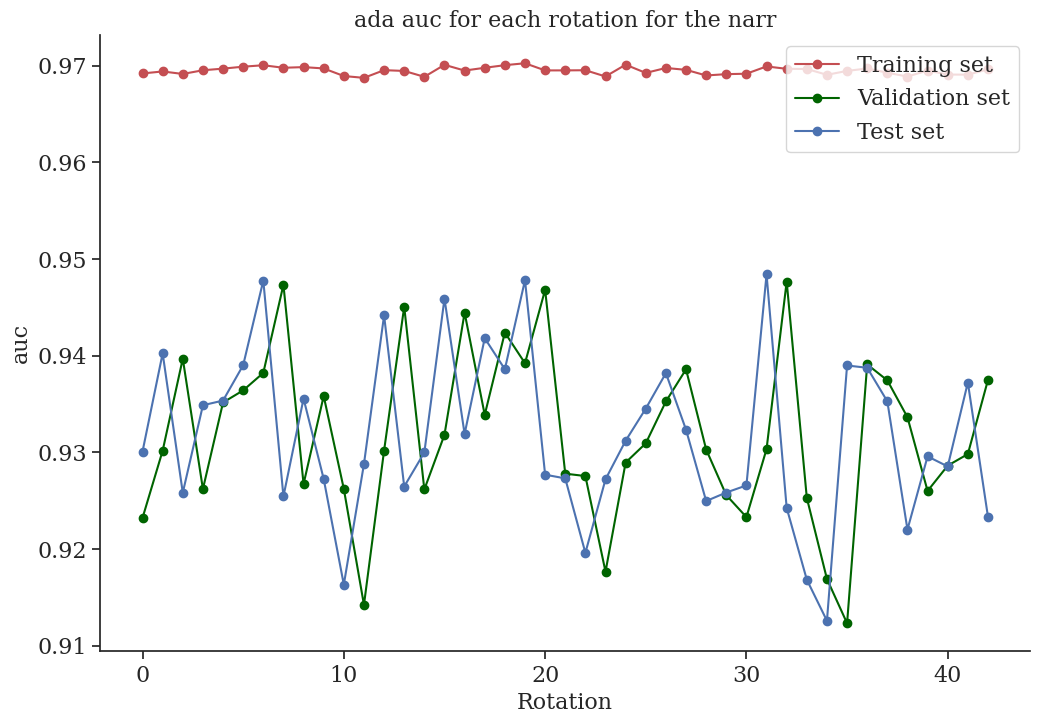 ada auc for each rotation for the narr
0.97
0.96
0.95
0.94
0.93
0.92
0.91
auc
Training set
Validation set
Test set
0 10 20 30 40
Rotation